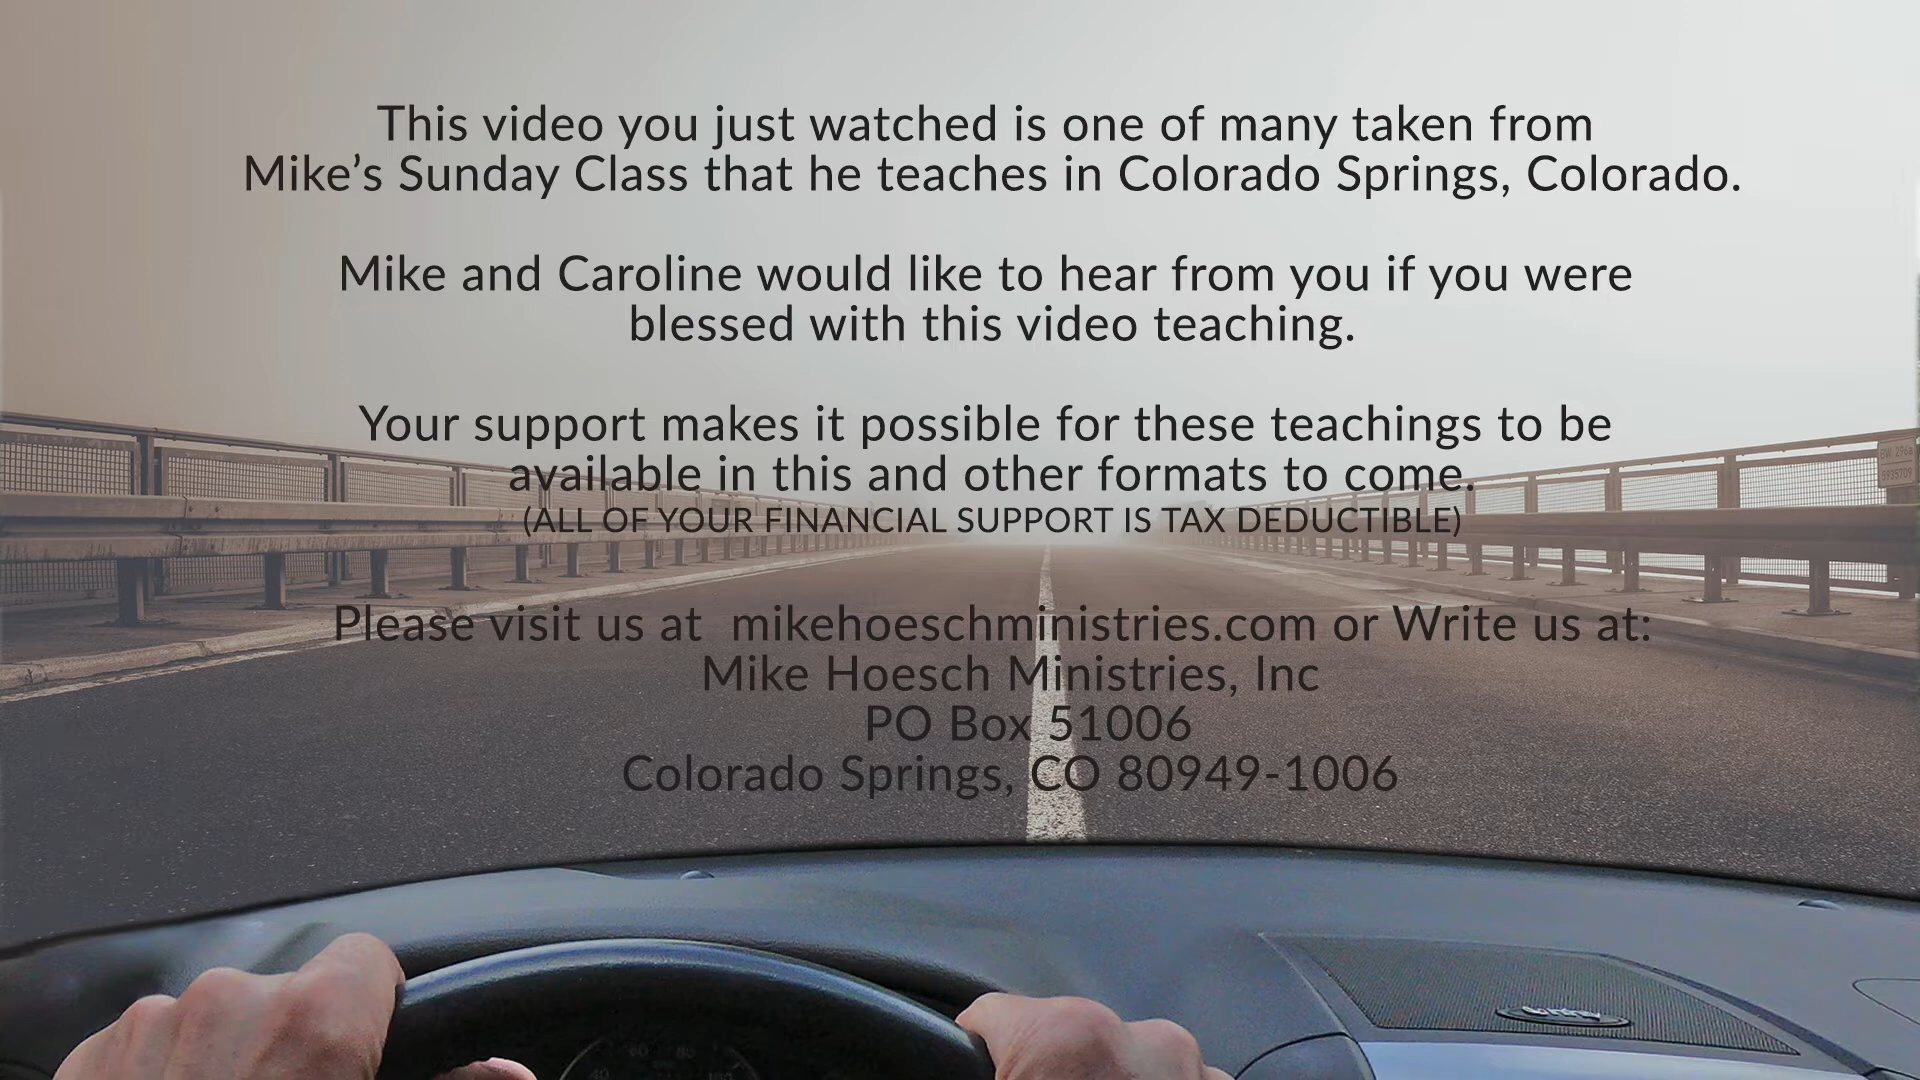 This video you just watched is one of many taken from
Mike’s Sunday Class that he teaches in Colorado Springs, Colorado.
Mike and Caroline would like to hear from you if you were
blessed with this video teaching.
Your support makes it possible for these teachings to be
available in this and other formats to come.
(ALL OF YOUR FINANCIAL SUPPORT IS TAX DEDUCTIBLE)
Please visit us at mikehoeschministries.com or Write us at:
Mike Hoesch Ministries, Inc
PO Box 51006
Colorado Springs, CO 80949-1006